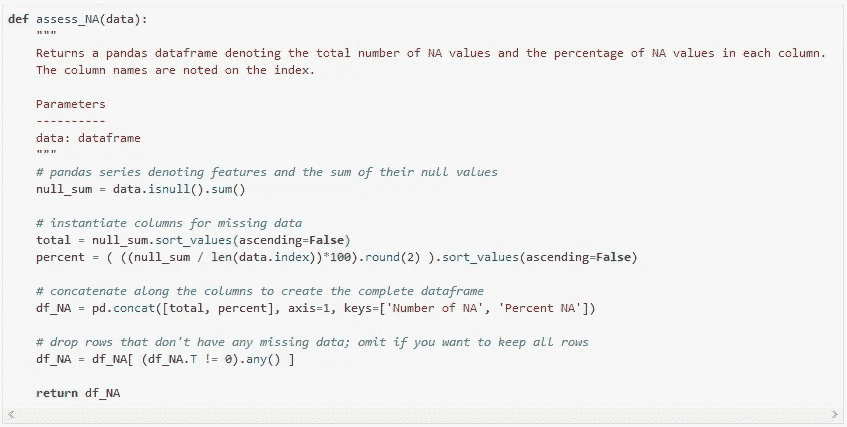 def assess_NA(data):
    """
    Returns a pandas dataframe denoting the total number of NA values and the percentage of NA values in each column.
    The column names are noted on the index.

    Parameters
    ----------
    data: dataframe
    """
    # pandas series denoting features and the sum of their null values
    null_sum = data.isnull().sum()

    # instantiate columns for missing data
    total = null_sum.sort_values(ascending=False)
    percent = ( ((null_sum / len(data.index))*100).round(2) ).sort_values(ascending=False)

    # concatenate along the columns to create the complete dataframe
    df_NA = pd.concat([total, percent], axis=1, keys=['Number of NA', 'Percent NA'])

    # drop rows that don't have any missing data; omit if you want to keep all rows
    df_NA = df_NA[ (df_NA.T != 0).any() ]

    return df_NA